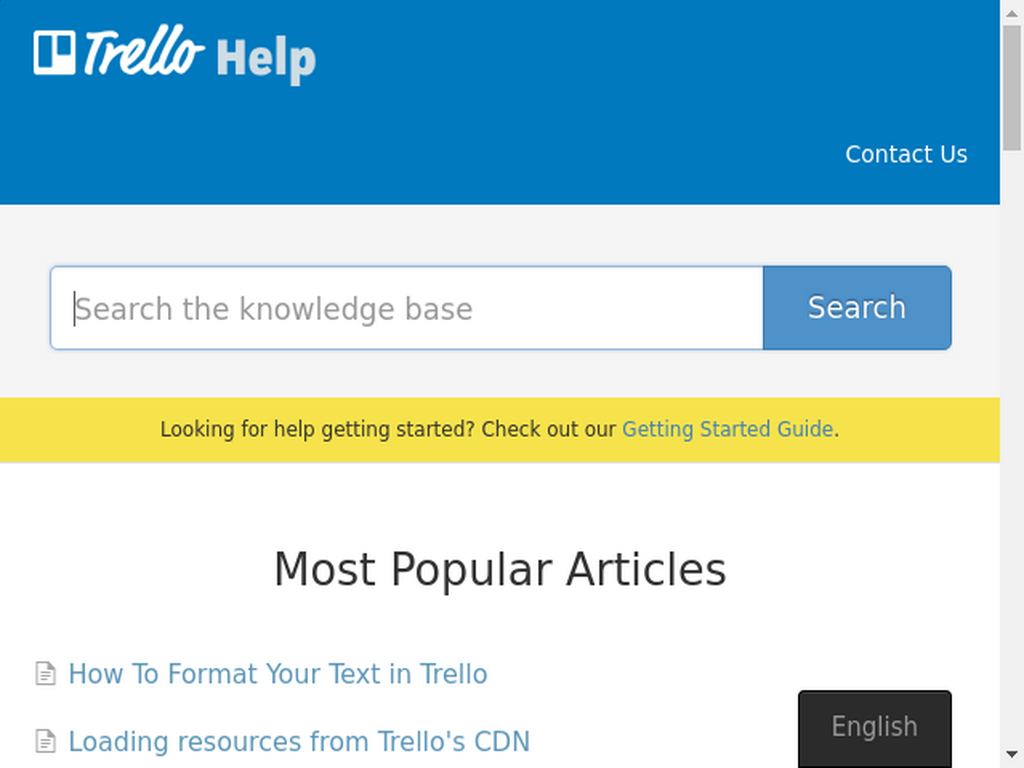 Trello Help
Contact Us
Search the knowledge base
Search
Looking for help getting started? Check out our Getting Started Guide.
Most Popular Articles
How To Format Your Text in Trello
Loading resources from Trello's CDN
English